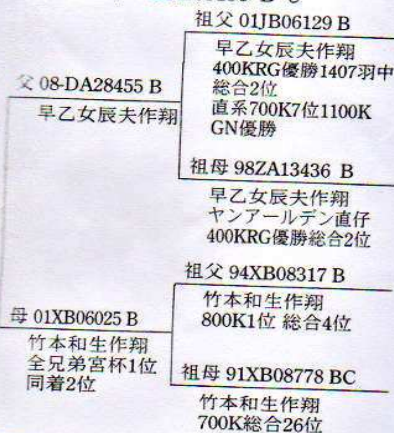 祖父 01JB06129 B
早乙女辰夫作翔
400KRG優勝1407羽中
総合2位
直系700K7位1100K
GN優勝
父 08-DA28455 B
早乙女辰夫作翔
祖母 98ZA13436 B
早乙女辰夫作翔
ヤンアールデン直仔
400KRG優勝総合2位
祖父 94XB08317 B
竹本和生作翔
800K1位 総合4位
母 01XB06025 B
竹本和生作翔
全兄弟宮杯1位
同着2位
祖母 91XB08778 BC
竹本和生作翔
700K総合26位